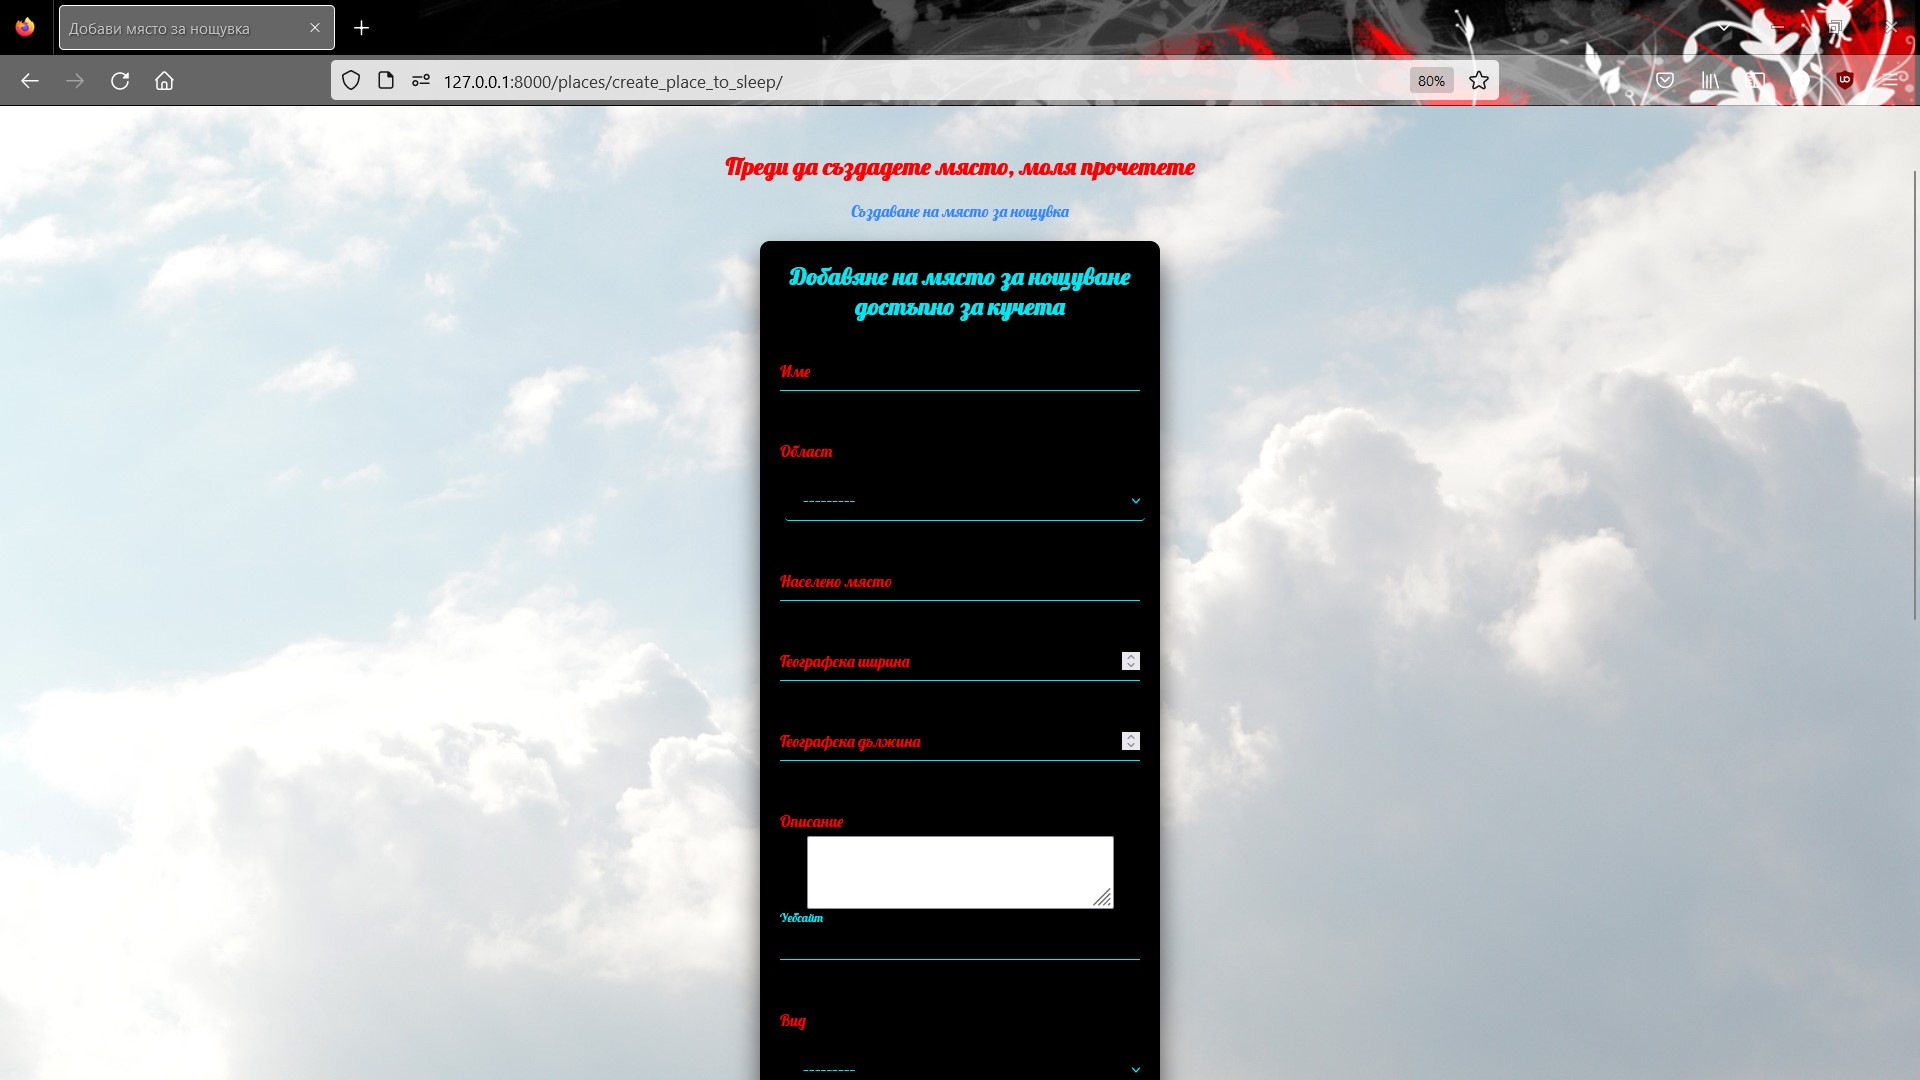 Добави място за нощувка
127.0.0.1:8000/places/create_place_to_sleep/
80%
Преди да създадете място, моля прочетете
Създаване на място за нощувка
Добавяне на място за нощуване
достъпно за кучета
Име
Област
---------
Населено място
Географска ширина
Географска дължина
Описание
Уебсайт
Вид
---------